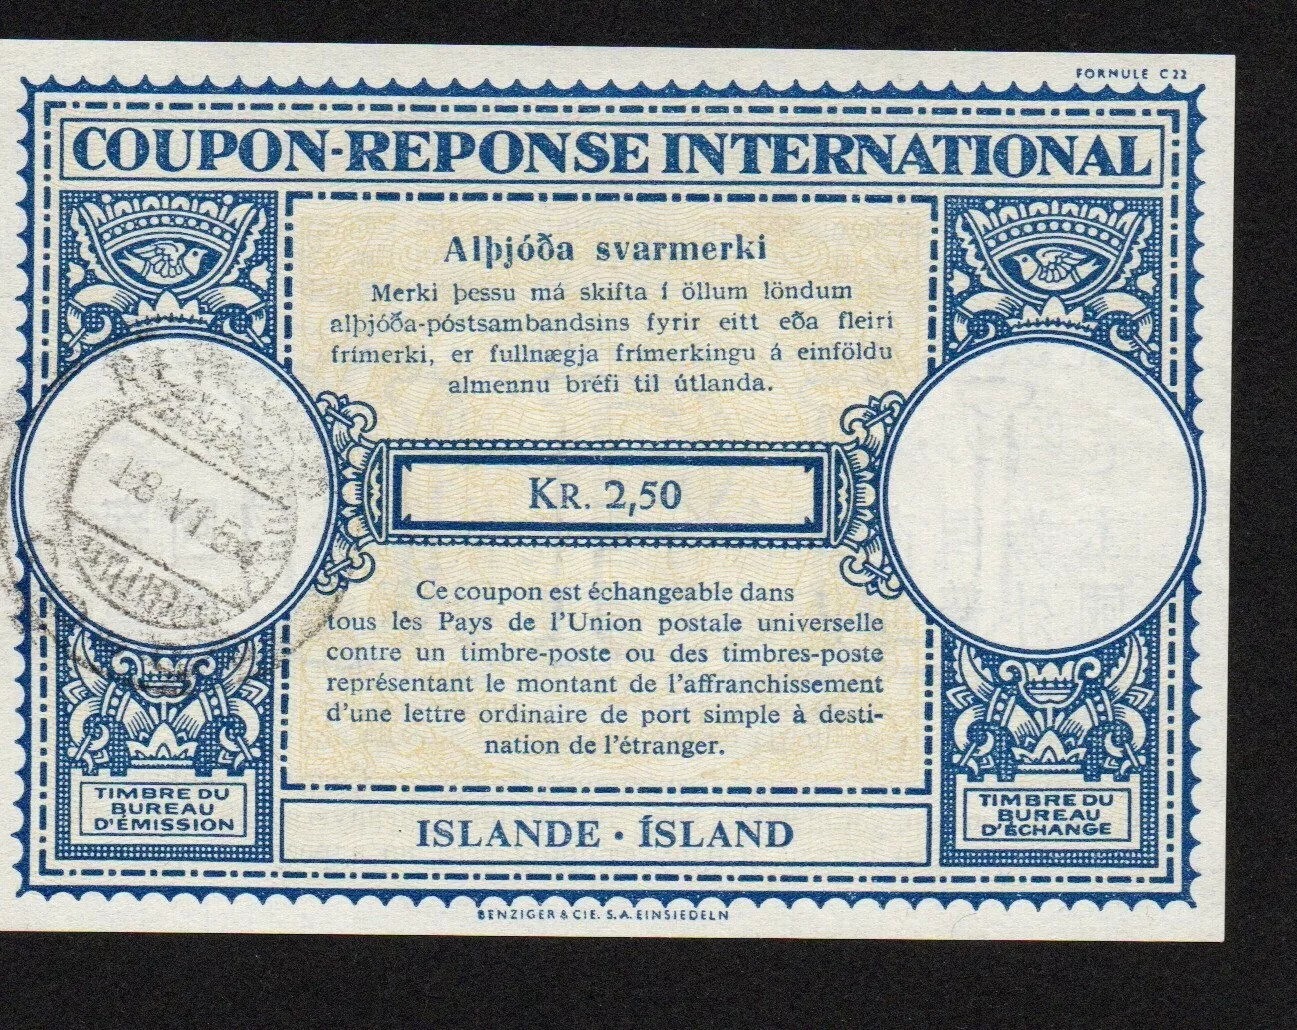 FORMULE C 22
COUPON-REPONSE INTERNATIONAL
Alþjóða svarmerki
Merki þessu má skifta í öllum löndum
alþjóða-póstsambandsins fyrir eitt eða fleiri
frímerki, er fullnægja frímerkingu á einföldu
almennu bréfi til útlanda.
KR. 2,50
Ce coupon est échangeable dans
tous les Pays de l'Union postale universelle
contre un timbre-poste ou des timbres-poste
représentant le montant de l'affranchissement
d'une lettre ordinaire de port simple à desti-
nation de l'étranger.
18.VI.54
TIMBRE DU
BUREAU
D'ÉMISSION
ISLANDE · ÍSLAND
TIMBRE DU
BUREAU
D'ÉCHANGE
BENZIGER & CIE. S.A. EINSIEDELN